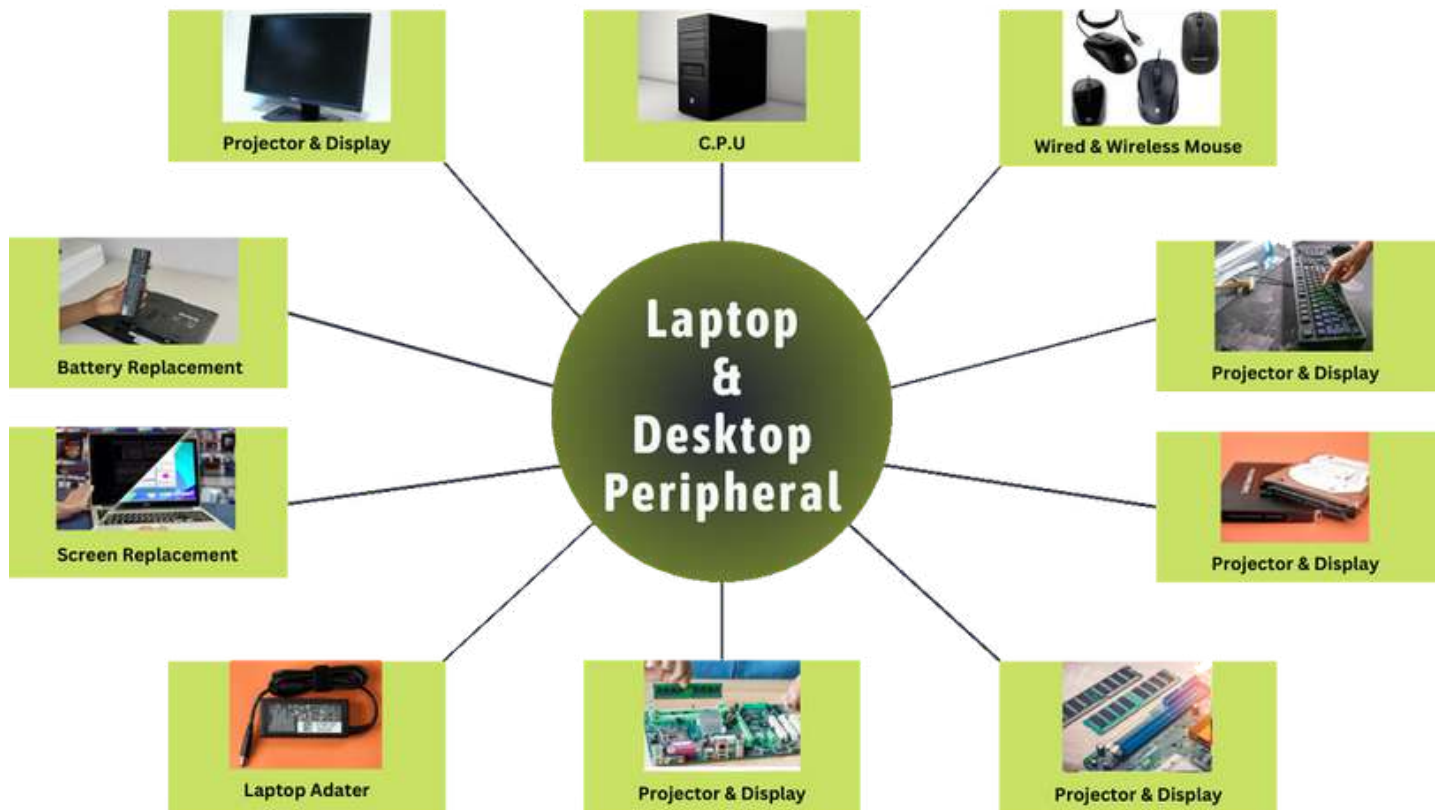 Projector & Display
C.P.U
Wired & Wireless Mouse
Battery Replacement
Projector & Display
Laptop
&
Desktop
Peripheral
Screen Replacement
Projector & Display
Laptop Adater
Projector & Display
Projector & Display